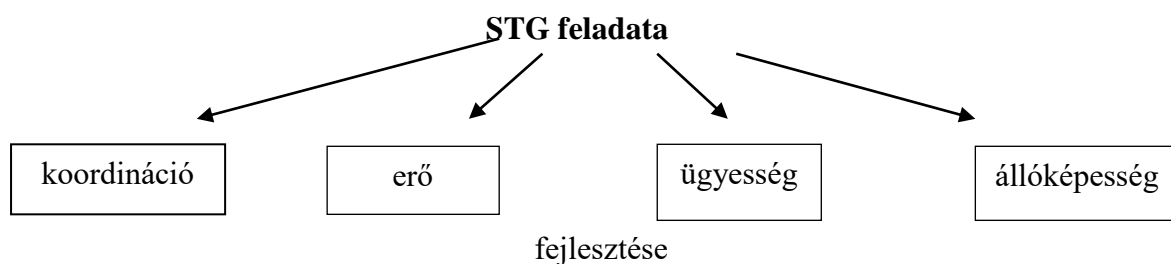 STG feladata
koordináció
erő
ügyesség
állóképesség
fejlesztése